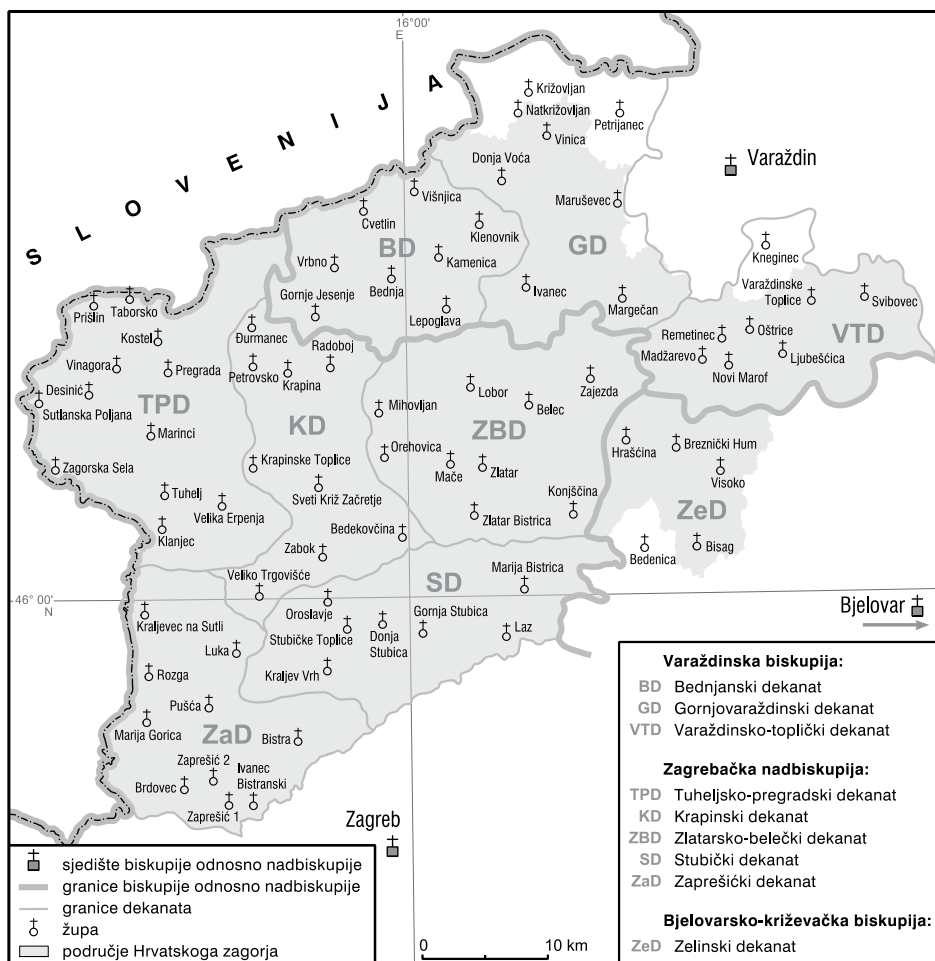 16°00'
E
SLOVENIJA
Križovljan
Natkrižovljan
Petrijanec
Vinica
Varaždin
Donja Voća
Višnjica
Maruševec
Cvetlin
Klenovnik
BD
GD
Kneginec
Vrbno
Kamenica
Bednja
Ivanec
Varaždinske
Toplice
Svibovec
Gornje Jesenje
Margečan
Prišlin
Taborsko
Lepoglava
Oštrice
VTD
Kostel
Đurmanec
Remetinec
Radoboj
Madžarevo
Ljubešćica
Vinagora
Pregrada
Petrovsko
Krapina
Novi Marof
Desinić
Lobor
Zajezda
Sutlanska Poljana
TPD
Mihovljan
Belec
KD
ZBD
Marinci
Hrašćina
Breznički Hum
Orehovica
Zagorska Sela
Krapinske Toplice
Mače
Zlatar
Visoko
Sveti Križ Začretje
Tuhelj
Konjščina
ZeD
Velika Erpenja
Zlatar Bistrica
Klanjec
Bedekovčina
Bedenica
Bisag
Zabok
Veliko Trgovišće
SD
Marija Bistrica
46° 00'
N
Oroslavje
Bjelovar
Kraljevec na Sutli
Gornja Stubica
Stubičke Toplice
Donja
Stubica
Laz
Luka
Kraljev Vrh
Rozga
Pušća
Marija Gorica
ZaD
Bistra
Zaprešić 2
Ivanec
Bistranski
Brdovec
Zaprešić 1
Zagreb
sjedište biskupije odnosno nadbiskupije
granice biskupije odnosno nadbiskupije
granice dekanata
župa
područje Hrvatskoga zagorja
0 10 km
Varaždinska biskupija:
BD Bednjanski dekanat
GD Gornjovaraždinski dekanat
VTD Varaždinsko-toplički dekanat
Zagrebačka nadbiskupija:
TPD Tuheljsko-pregradski dekanat
KD Krapinski dekanat
ZBD Zlatarsko-belečki dekanat
SD Stubički dekanat
ZaD Zaprešićki dekanat
Bjelovarsko-križevačka biskupija:
ZeD Zelinski dekanat